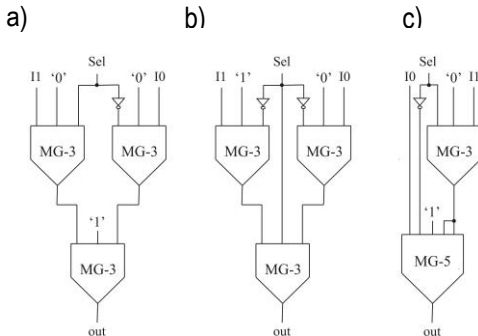 a)
Sel
I1 ‘0’ ‘0’ I0
MG-3 MG-3
‘1’
MG-3
out
b)
Sel
I1 ‘1’ ‘0’ I0
MG-3 MG-3
MG-3
out
c)
I0 Sel ‘0’ I1
MG-3
‘1’
MG-5
out